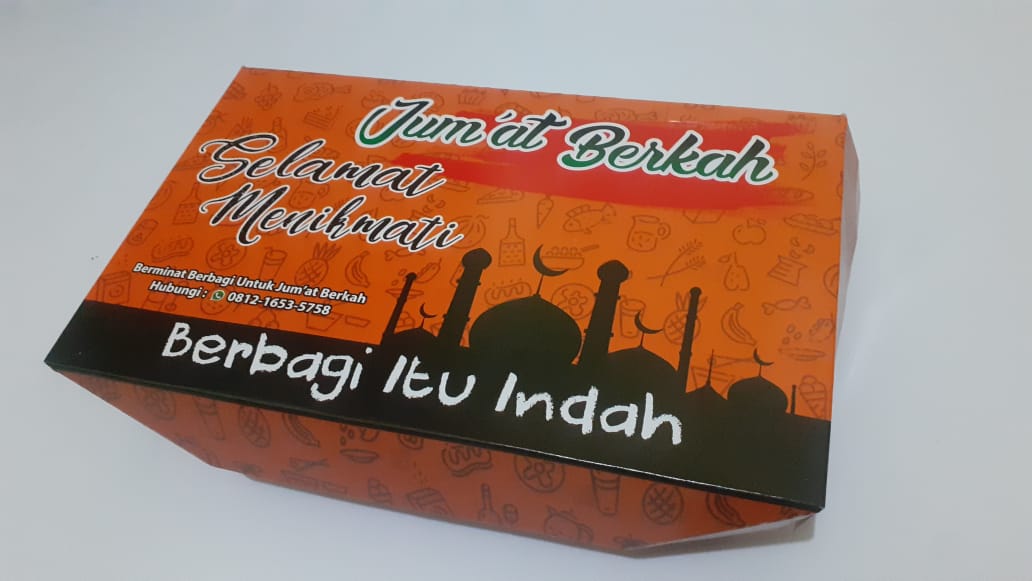 Jum'at Berkah
Selamat
Menikmati
Berminat Berbagi Untuk Jum'at Berkah
Hubungi : 0812-1653-5758
Berbagi Itu Indah